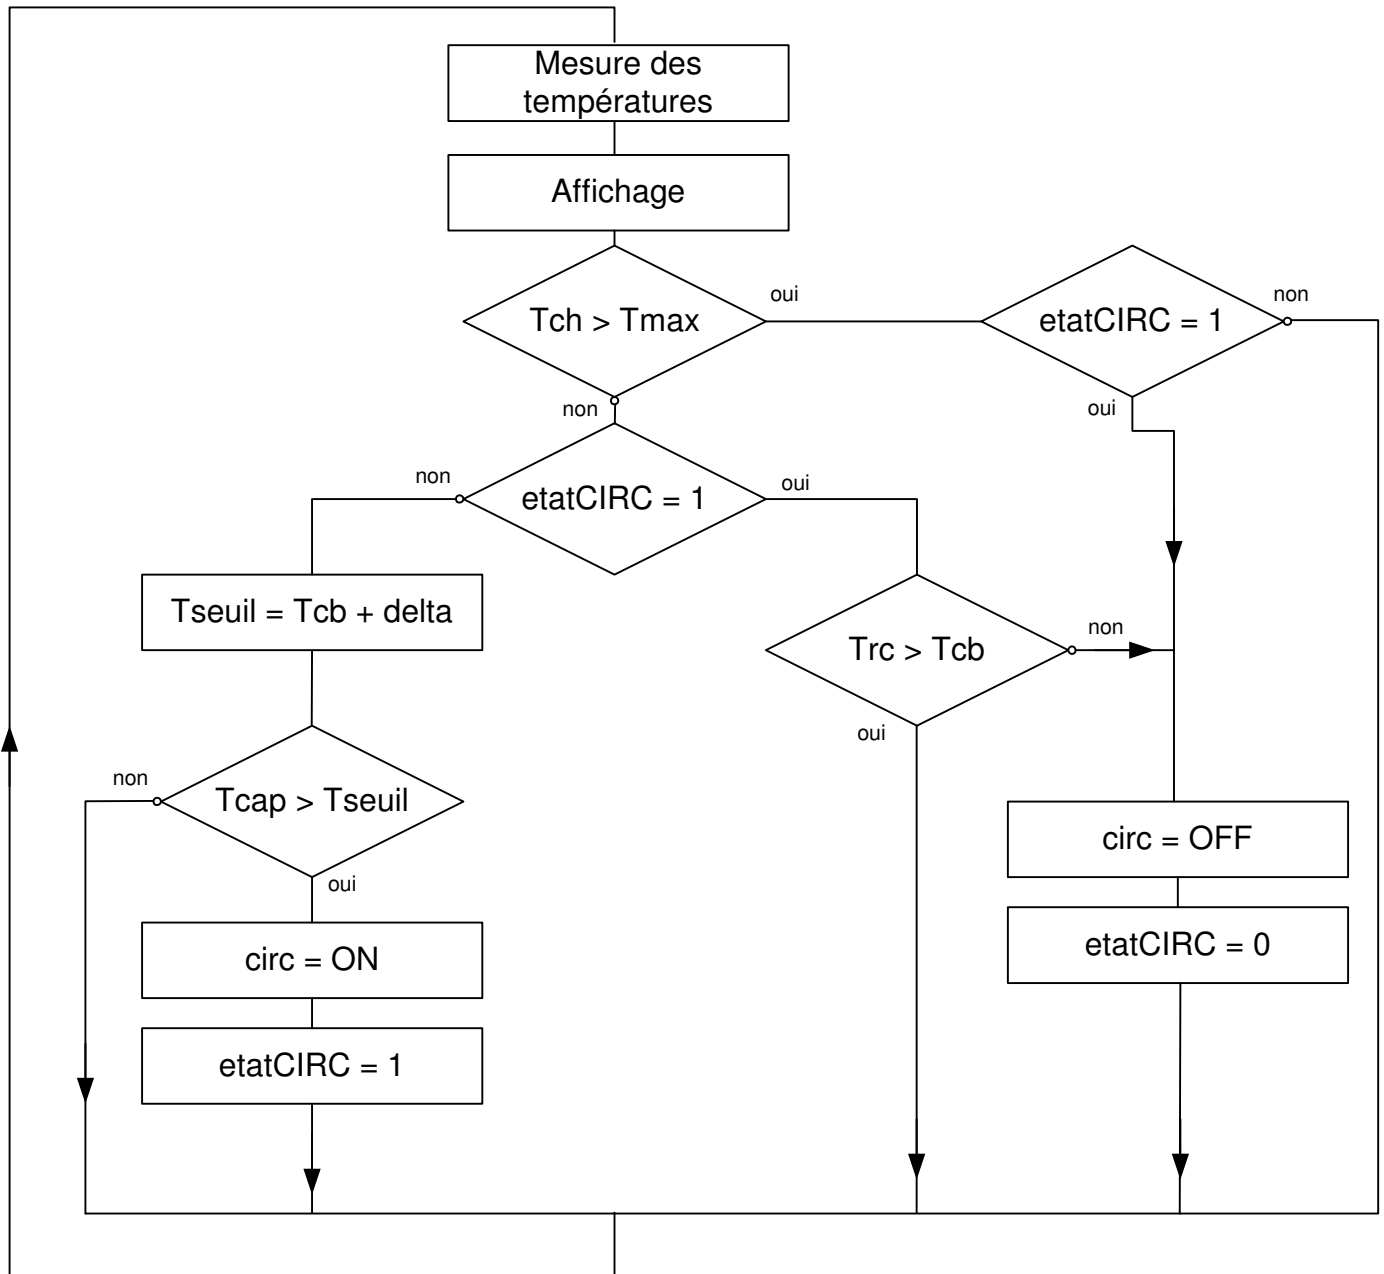 Mesure des
températures
Affichage
Tch > Tmax
oui
etatCIRC = 1
non
non
oui
non
etatCIRC = 1
oui
Tseuil = Tcb + delta
Trc > Tcb
non
oui
non
Tcap > Tseuil
oui
circ = OFF
circ = ON
etatCIRC = 0
etatCIRC = 1